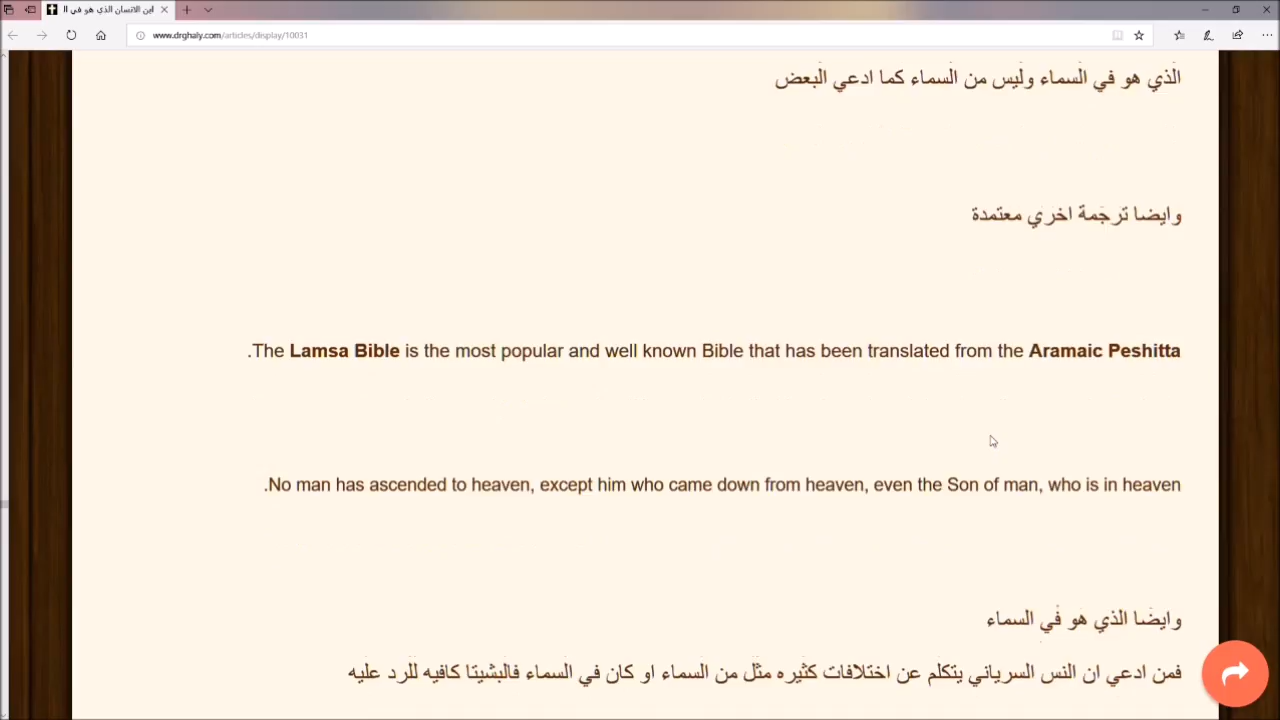 اين الانسان الذي هو في ال
www.drghaly.com/articles/display/10031
الذي هو في السماء وليس من السماء كما ادعي البعض
وايضا ترجمة اخري معتمدة
.The Lamsa Bible is the most popular and well known Bible that has been translated from the Aramaic Peshitta
.No man has ascended to heaven, except him who came down from heaven, even the Son of man, who is in heaven
وايضا الذي هو في السماء
فمن ادعي ان النس السرياني يتكلم عن اختلافات كثيره مثل من السماء او كان في السماء فالبشيتا كافيه للرد عليه